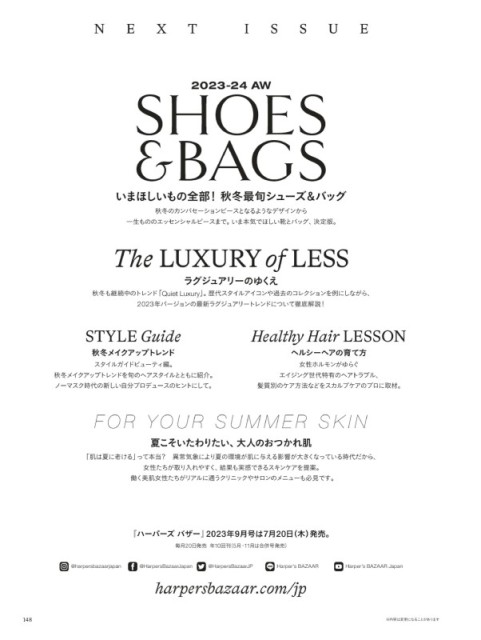 NEXT ISSUE
2023-24 AW
SHOES
&BAGS
いまほしいもの全部！ 秋冬最旬シューズ＆バッグ
秋冬のカンバセーションピースとなるようなデザインから
一生もののエッセンシャルピースまで。いま本気でほしい靴とバッグ、決定版。
The LUXURY of LESS
ラグジュアリーのゆくえ
秋冬も継続中のトレンド「Quiet Luxury」。歴代スタイルアイコンや過去のコレクションを例にしながら、
2023年バージョンの最新ラグジュアリートレンドについて徹底解説！
STYLE Guide
秋冬メイクアップトレンド
スタイルガイドビューティ編。
秋冬メイクアップトレンドを旬のヘアスタイルとともに紹介。
ノーマスク時代の新しい自分プロデュースのヒントにして。
Healthy Hair LESSON
ヘルシーヘアの育て方
女性ホルモンがゆらぐ
エイジング世代特有のヘアトラブル、
髪質別のケア方法などをスカルプケアのプロに取材。
FOR YOUR SUMMER SKIN
夏こそいたわりたい、大人のおつかれ肌
「肌は夏に老ける」って本当？ 異常気象により夏の環境が肌に与える影響が大きくなっている時代だから、
女性たちが取り入れやすく、結果も実感できるスキンケアを提案。
働く美肌女性たちがリアルに通うクリニックやサロンのメニューも必見です。
『ハーパーズ バザー』2023年9月号は7月20日(木)発売。
毎月20日発売 年10回刊(5月・11月は合併号発売)
@harpersbazaarjapan @HarpersBazaarJapan @HarpersBazaarJP Harper's BAZAAR Harper's BAZAAR Japan
harpersbazaar.com/jp
148
※内容は変更になることがあります